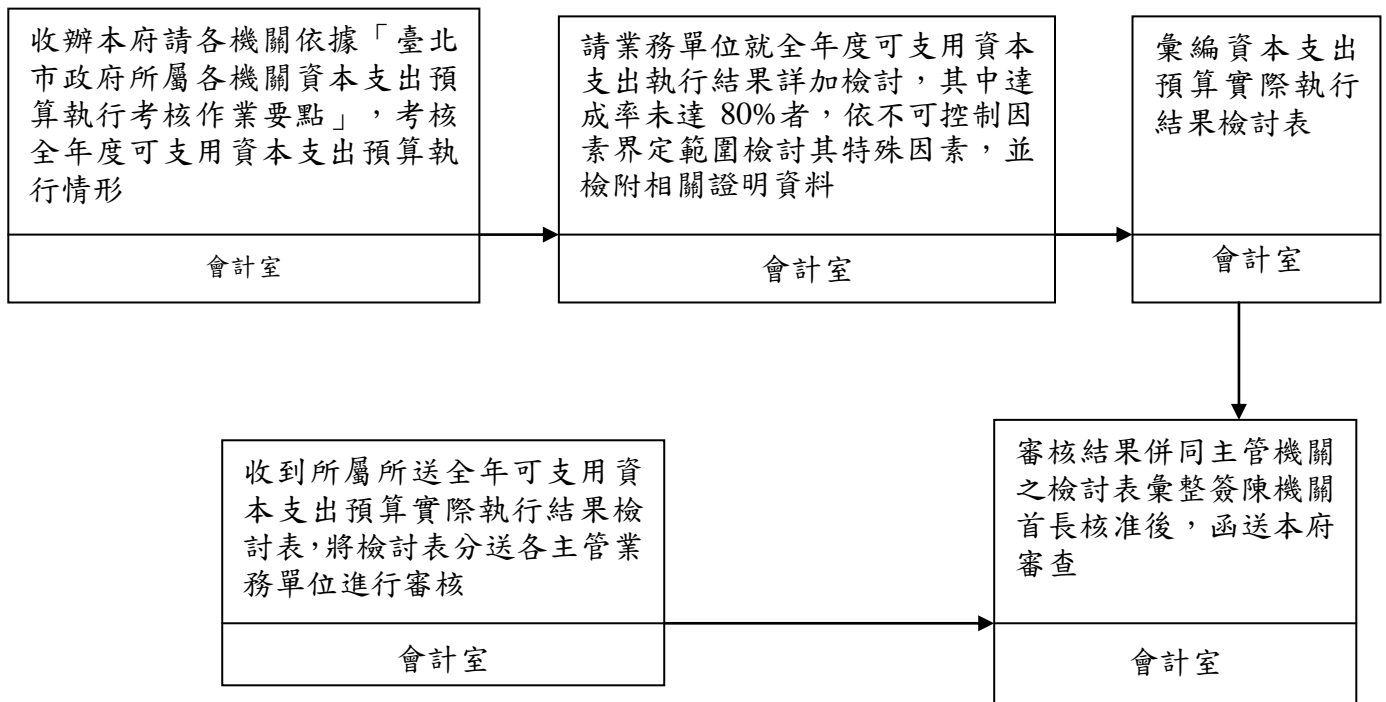 收辦本府請各機關依據「臺北
市政府所屬各機關資本支出預
算執行考核作業要點」，考核
全年度可支用資本支出預算執
行情形
會計室
請業務單位就全年度可支用資本
支出執行結果詳加檢討，其中達
成率未達 80%者，依不可控制因
素界定範圍檢討其特殊因素，並
檢附相關證明資料
會計室
彙編資本支出
預算實際執行
結果檢討表
會計室
收到所屬所送全年可支用資
本支出預算實際執行結果檢
討表，將檢討表分送各主管業
務單位進行審核
會計室
審核結果併同主管機關
之檢討表彙整簽陳機關
首長核准後，函送本府
審查
會計室